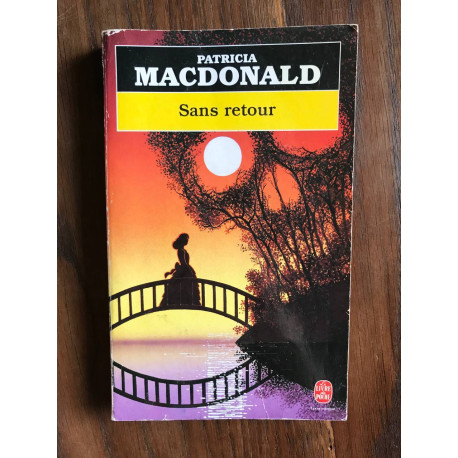 PATRICIA
MACDONALD
Sans retour
LE LIVRE
DE POCHE